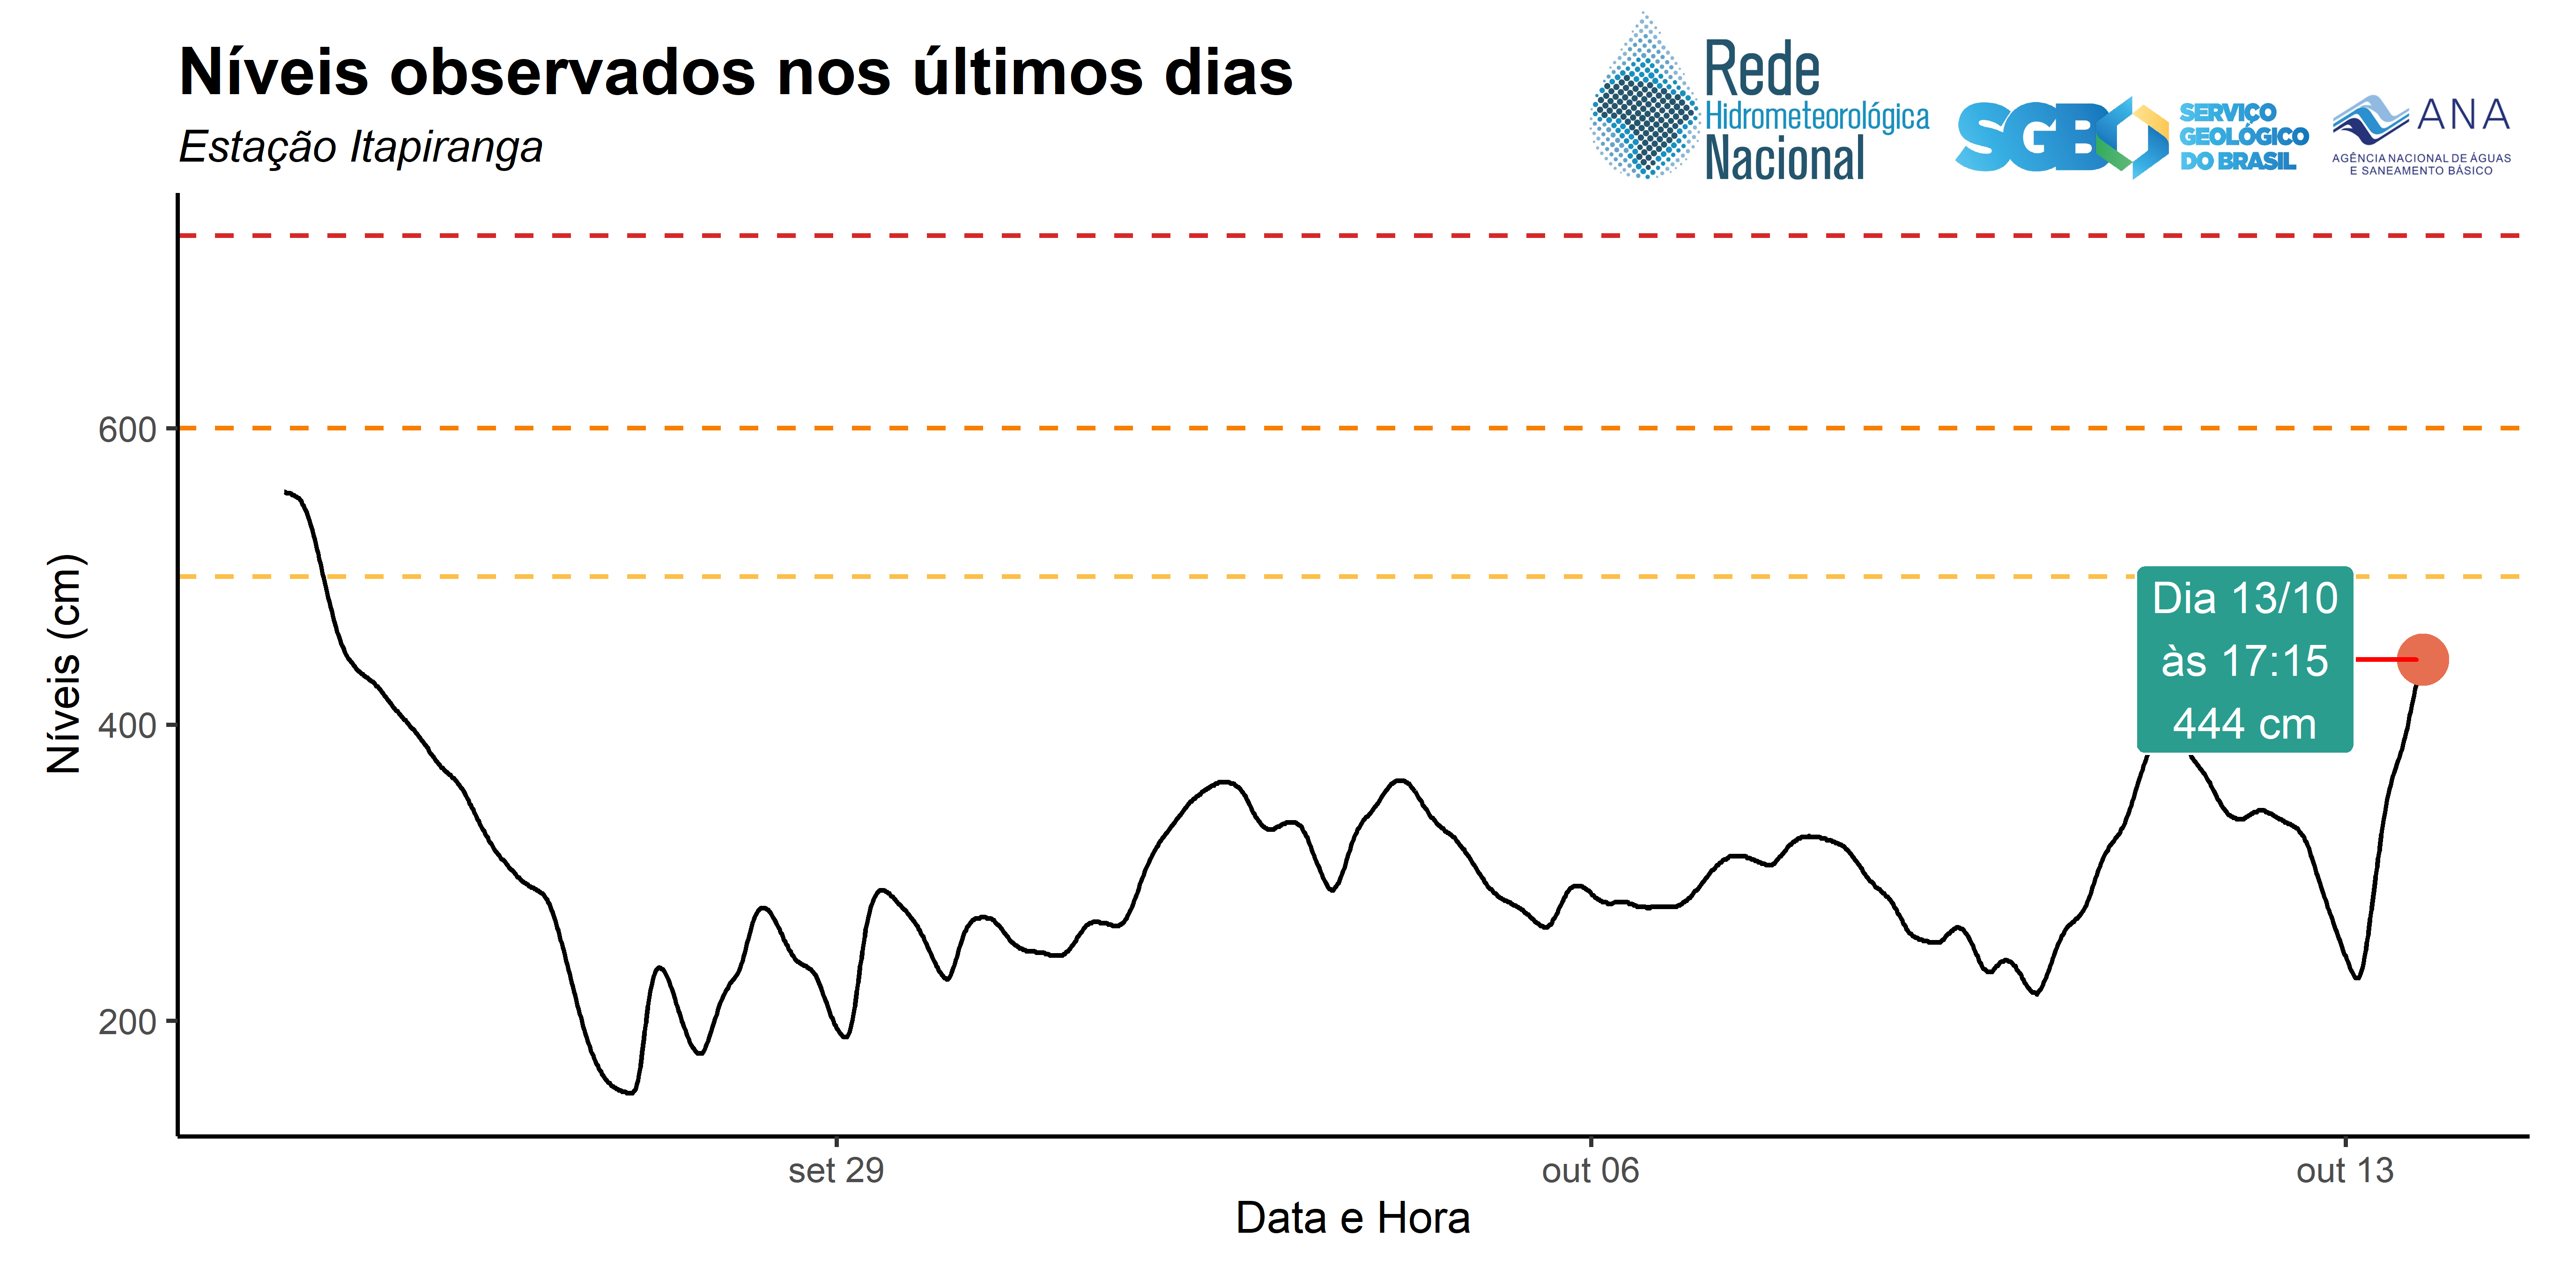 Níveis observados nos últimos dias
Estação Itapiranga
Rede
Hidrometeorológica
Nacional
SGB
SERVIÇO
GEOLÓGICO
DO BRASIL
ANA
AGÊNCIA NACIONAL DE ÁGUAS
E SANEAMENTO BÁSICO
Níveis (cm)
600
400
200
Dia 13/10
às 17:15
444 cm
set 29
out 06
out 13
Data e Hora